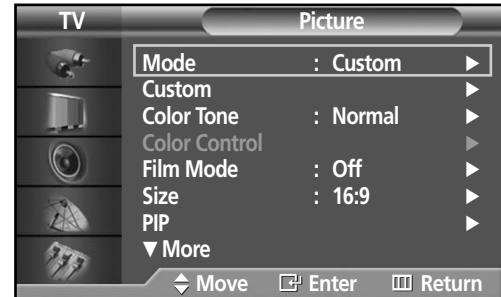 TV Picture
Mode : Custom ▶
Custom ▶
Color Tone : Normal ▶
Color Control ▶
Film Mode : Off ▶
Size : 16:9 ▶
PIP ▶
▼ More
Move Enter Return